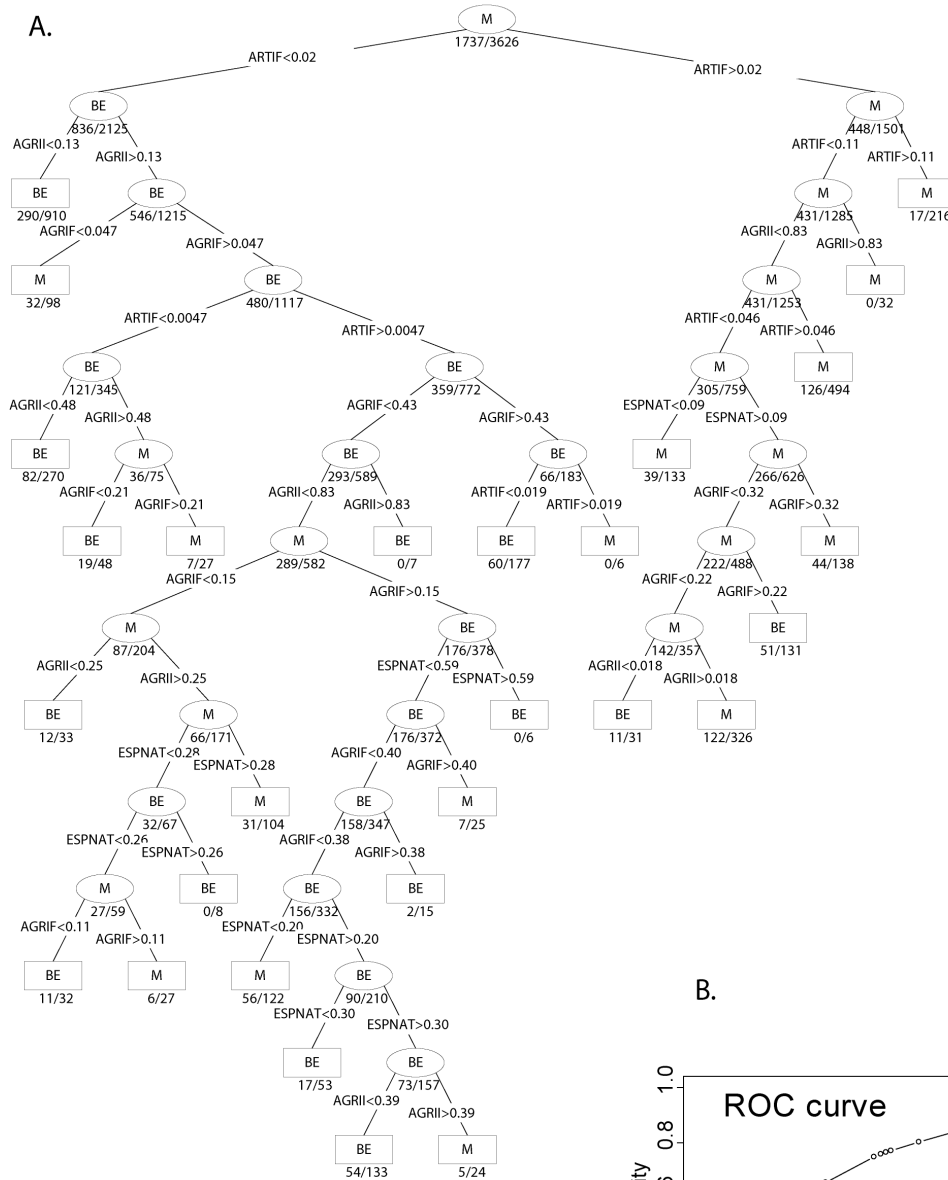 A.
M
1737/3626
ARTIF<0.02
ARTIF>0.02
BE
836/2125
M
448/1501
AGRII<0.13
AGRII>0.13
ARTIF<0.11
ARTIF>0.11
BE
290/910
BE
546/1215
M
431/1285
M
17/216
AGRIF<0.047
AGRIF>0.047
AGRII<0.83
AGRII>0.83
M
32/98
BE
480/1117
M
431/1253
M
0/32
ARTIF<0.0047
ARTIF>0.0047
ARTIF<0.046
ARTIF>0.046
BE
121/345
BE
359/772
M
305/759
M
126/494
AGRII<0.48
AGRII>0.48
AGRIF<0.43
AGRIF>0.43
ESPNAT<0.09
ESPNAT>0.09
BE
82/270
M
36/75
BE
293/589
BE
66/183
M
39/133
M
266/626
AGRIF<0.21
AGRIF>0.21
AGRII<0.83
AGRII>0.83
ARTIF<0.019
ARTIF>0.019
AGRIF<0.32
AGRIF>0.32
BE
19/48
M
7/27
M
289/582
BE
0/7
BE
60/177
M
0/6
M
222/488
M
44/138
AGRIF<0.15
AGRIF>0.15
AGRIF<0.22
AGRIF>0.22
M
87/204
BE
176/378
M
142/357
BE
51/131
AGRII<0.25
AGRII>0.25
ESPNAT<0.59
ESPNAT>0.59
AGRII<0.018
AGRII>0.018
BE
12/33
M
66/171
BE
176/372
BE
0/6
BE
11/31
M
122/326
ESPNAT<0.28
ESPNAT>0.28
AGRIF<0.40
AGRIF>0.40
BE
32/67
M
31/104
BE
158/347
M
7/25
ESPNAT<0.26
ESPNAT>0.26
AGRIF<0.38
AGRIF>0.38
M
27/59
BE
0/8
BE
156/332
BE
2/15
AGRIF<0.11
AGRIF>0.11
ESPNAT<0.20
ESPNAT>0.20
BE
11/32
M
6/27
M
56/122
BE
90/210
ESPNAT<0.30
ESPNAT>0.30
BE
17/53
BE
73/157
AGRII<0.39
AGRII>0.39
BE
54/133
M
5/24
B.
ROC curve
1.0
0.8